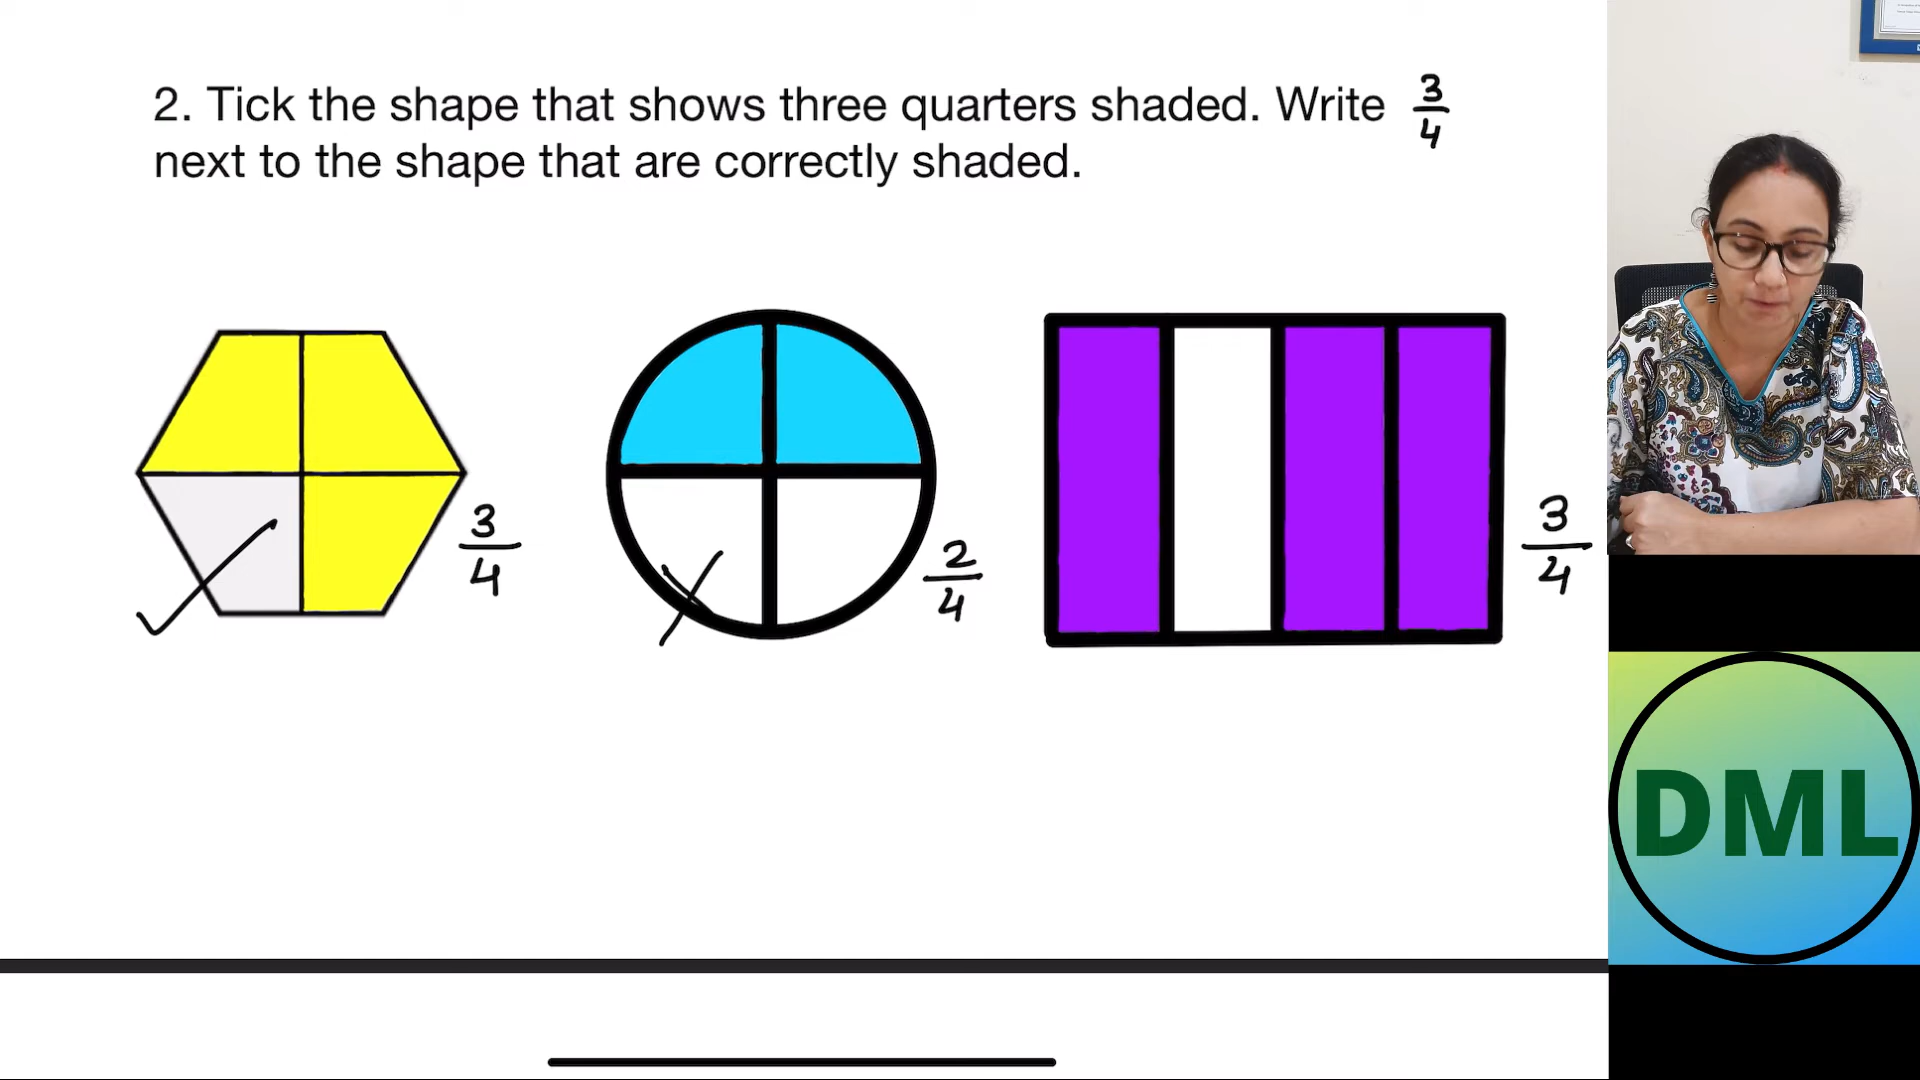 2. Tick the shape that shows three quarters shaded. Write 3/4
next to the shape that are correctly shaded.
3/4
2/4
3/4
DML